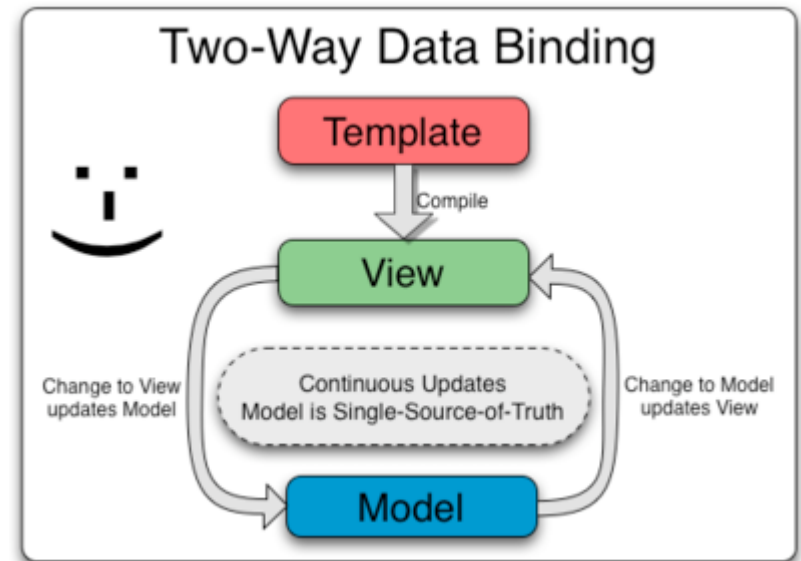 Two-Way Data Binding
Template
Compile
View
Change to View
updates Model
Continuous Updates
Model is Single-Source-of-Truth
Change to Model
updates View
Model